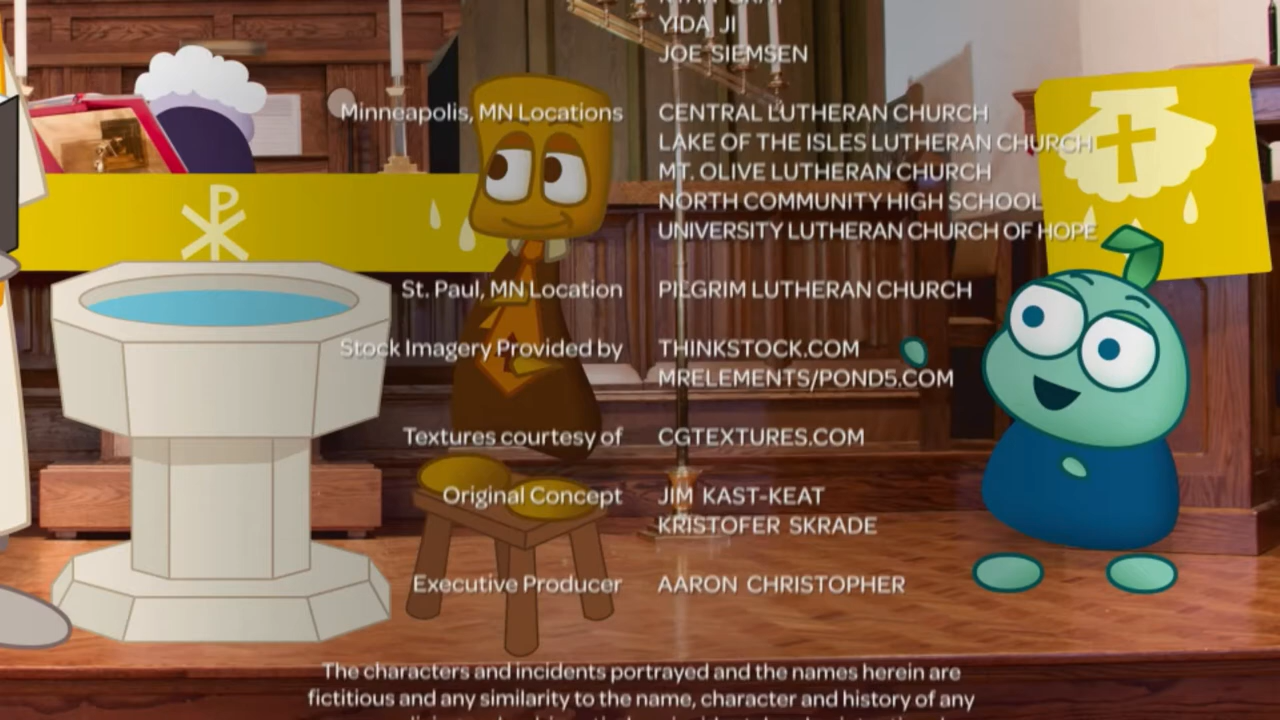 YIDA JI
JOE SIEMSEN
Minneapolis, MN Locations CENTRAL LUTHERAN CHURCH
LAKE OF THE ISLES LUTHERAN CHURCH
MT. OLIVE LUTHERAN CHURCH
NORTH COMMUNITY HIGH SCHOOL
UNIVERSITY LUTHERAN CHURCH OF HOPE
St. Paul, MN Location PILGRIM LUTHERAN CHURCH
Stock Imagery Provided by THINKSTOCK.COM
MRELEMENTS/POND5.COM
Textures courtesy of CGTEXTURES.COM
Original Concept JIM KAST-KEAT
KRISTOFER SKRADE
Executive Producer AARON CHRISTOPHER
The characters and incidents portrayed and the names herein are
fictitious and any similarity to the name, character and history of any